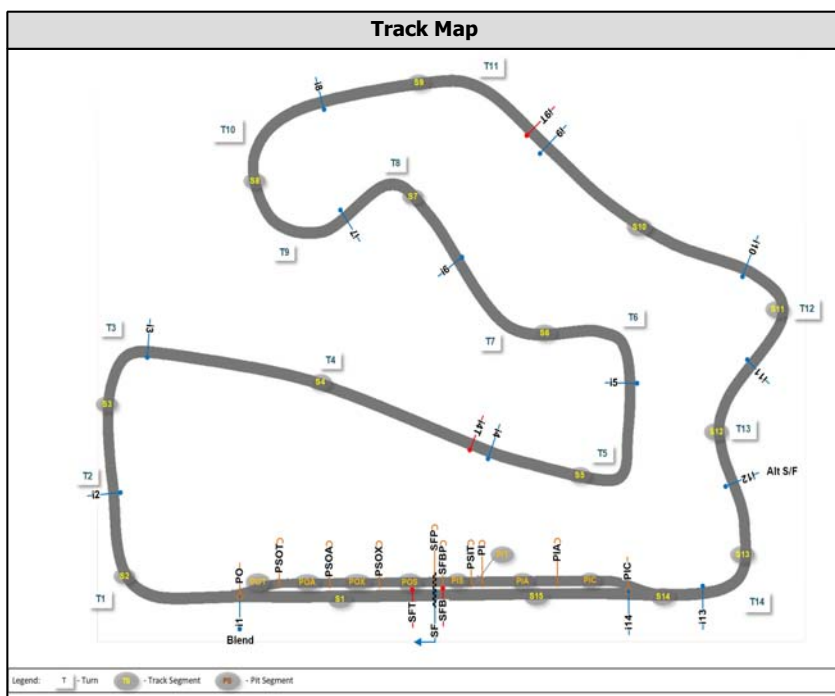 Track Map
T11
i8
S9
i9T
i9
T10
T8
S8
S7
S10
i7
T9
i10
i6
S11
T12
T3
i3
T6
T7
S6
T4
S4
i5
i11
S3
i4T
i4
S12
T13
T5
S5
i12
Alt S/F
T2
i2
SFP
PO
PSOT
PSOA
PSOX
SFBP
PSIT
PI
PIA
PIC
S13
S2
POT
POA
POX
POS
PIS
PIA
PIC
T1
S1
S15
S14
T14
i1
SFT
SF
SFB
i14
i13
Blend
Legend: T - Turn TS - Track Segment PS - Pit Segment